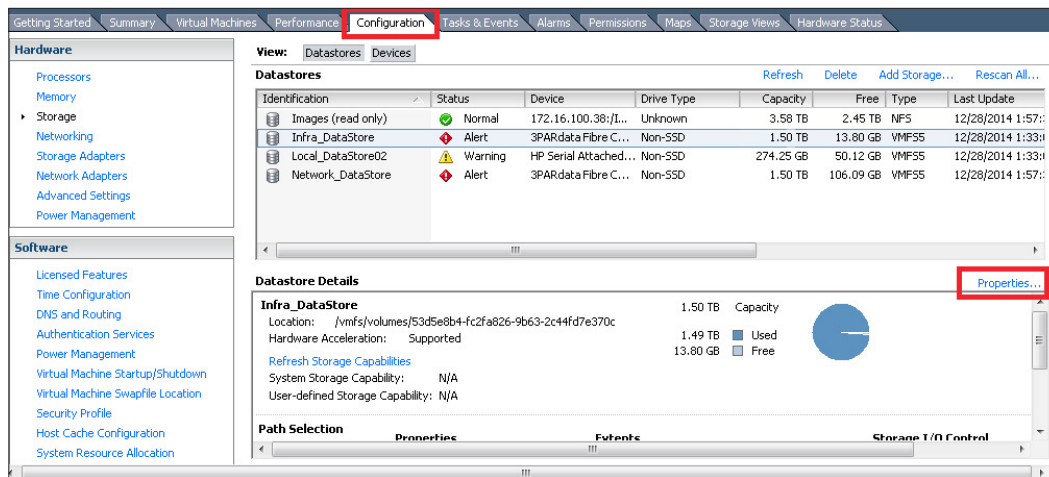 Getting Started Summary Virtual Machines Performance Configuration Tasks & Events Alarms Permissions Maps Storage Views Hardware Status
Hardware
Processors
Memory
Storage
Networking
Storage Adapters
Network Adapters
Advanced Settings
Power Management
Software
Licensed Features
Time Configuration
DNS and Routing
Authentication Services
Power Management
Virtual Machine Startup/Shutdown
Virtual Machine Swapfile Location
Security Profile
Host Cache Configuration
System Resource Allocation
View: Datastores Devices
Datastores Refresh Delete Add Storage... Rescan All...
Identification Status Device Drive Type Capacity Free Type Last Update
Images (read only) Normal 172.16.100.38:/I... Unknown 3.58 TB 2.45 TB NFS 12/28/2014 1:57:
Infra_DataStore Alert 3PARdata Fibre C... Non-SSD 1.50 TB 13.80 GB VMFS5 12/28/2014 1:33:
Local_DataStore02 Warning HP Serial Attached... Non-SSD 274.25 GB 50.12 GB VMFS5 12/28/2014 1:33:
Network_DataStore Alert 3PARdata Fibre C... Non-SSD 1.50 TB 106.09 GB VMFS5 12/28/2014 1:57:
Datastore Details Properties...
Infra_DataStore 1.50 TB Capacity
Location: /vmfs/volumes/53d5e8b4-fc2fa826-9b63-2c44fd7e370c
Hardware Acceleration: Supported 1.49 TB Used
13.80 GB Free
Refresh Storage Capabilities
System Storage Capability: N/A
User-defined Storage Capability: N/A
Path Selection
Properties Extents Storage I/O Control